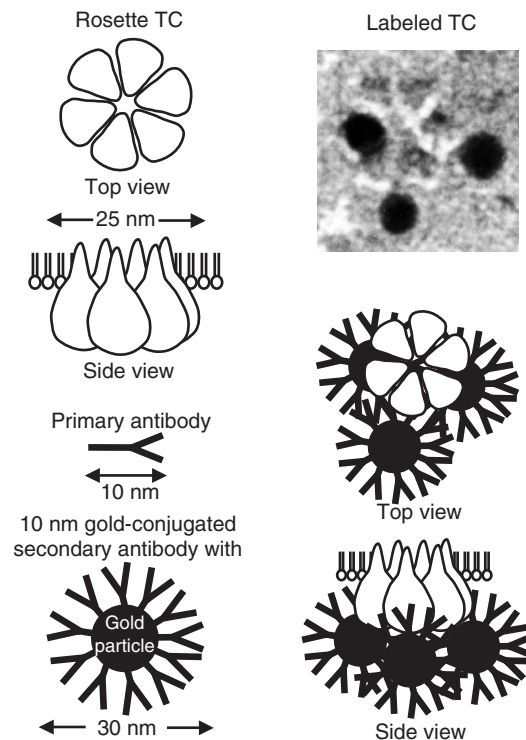 Rosette TC
Top view
25 nm
Side view
Primary antibody
10 nm
10 nm gold-conjugated
secondary antibody with
Gold
particle
30 nm
Labeled TC
Top view
Side view